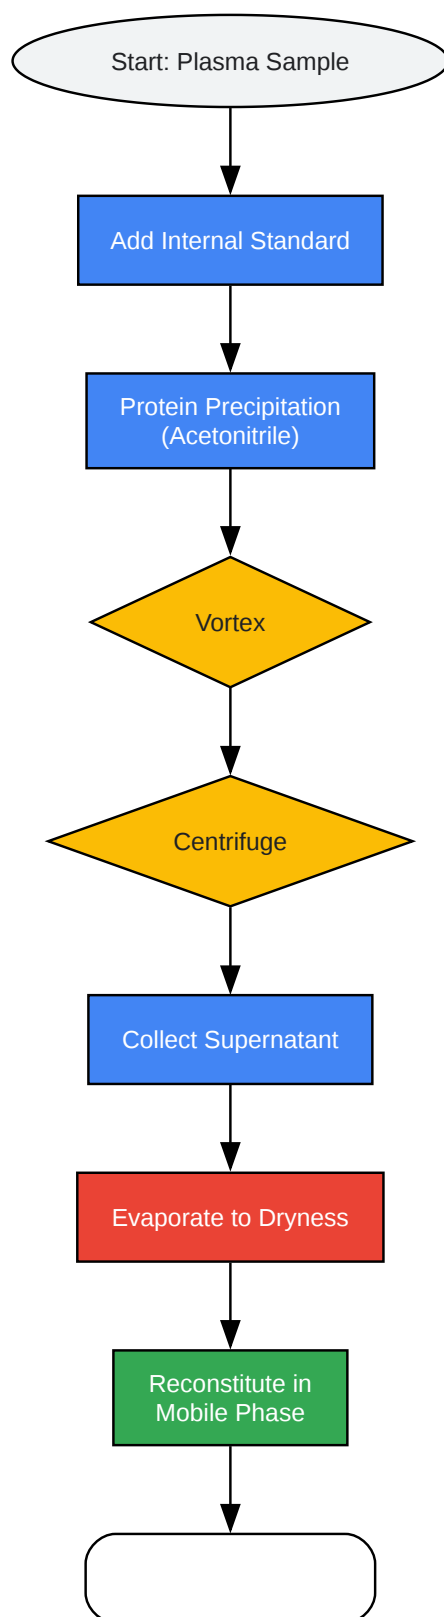 Start: Plasma Sample
Add Internal Standard
Protein Precipitation
(Acetonitrile)
Vortex
Centrifuge
Collect Supernatant
Evaporate to Dryness
Reconstitute in
Mobile Phase